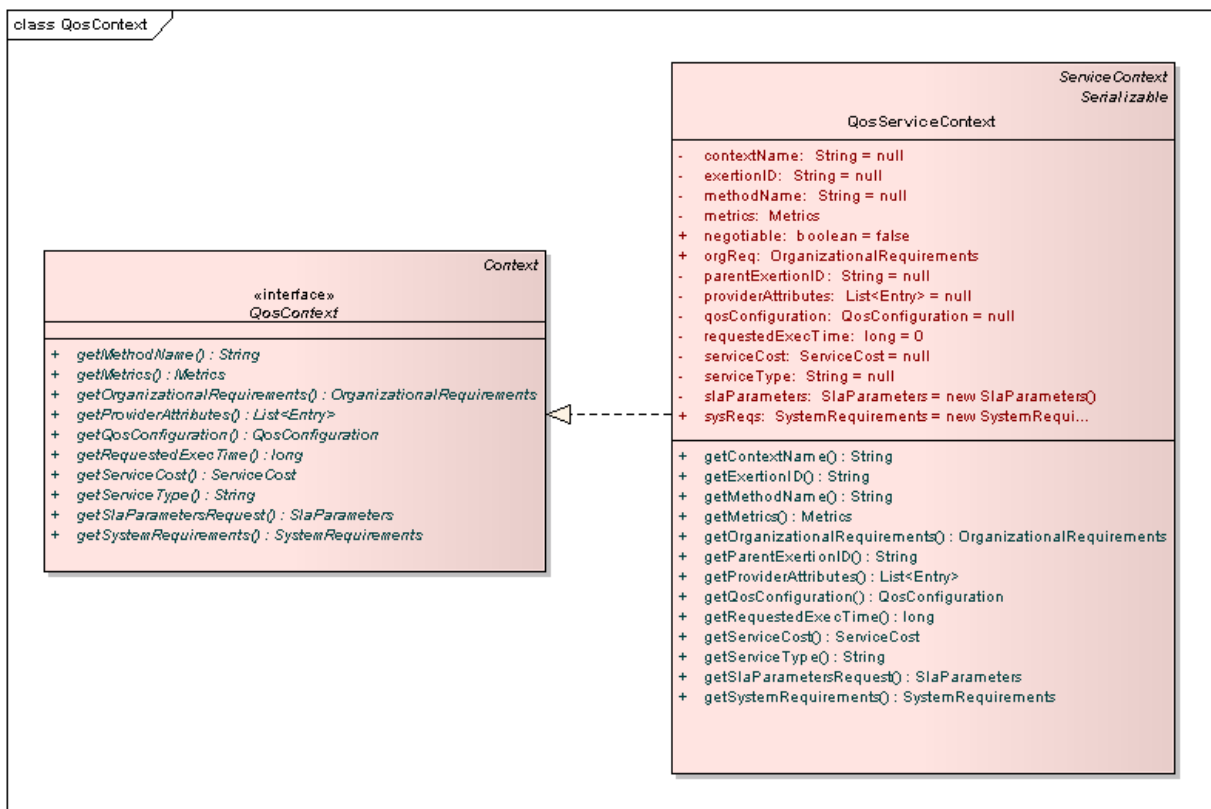 class QosContext
Context
«interface»
QosContext
+ getMethodName() : String
+ getMetrics() : Metrics
+ getOrganizationalRequirements() : OrganizationalRequirements
+ getProviderAttributes() : List<Entry>
+ getQosConfiguration() : QosConfiguration
+ getRequestedExecTime() : long
+ getServiceCost() : ServiceCost
+ getServiceType() : String
+ getSlaParametersRequest() : SlaParameters
+ getSystemRequirements() : SystemRequirements
ServiceContext
Serializable
QosServiceContext
- contextName: String = null
- exertionID: String = null
- methodName: String = null
- metrics: Metrics
+ negotiable: boolean = false
+ orgReq: OrganizationalRequirements
- parentExertionID: String = null
- providerAttributes: List<Entry> = null
- qosConfiguration: QosConfiguration = null
- requestedExecTime: long = 0
- serviceCost: ServiceCost = null
- serviceType: String = null
- slaParameters: SlaParameters = new SlaParameters()
+ sysReqs: SystemRequirements = new SystemRequi...
+ getContextName() : String
+ getExertionID() : String
+ getMethodName() : String
+ getMetrics() : Metrics
+ getOrganizationalRequirements() : OrganizationalRequirements
+ getParentExertionID() : String
+ getProviderAttributes() : List<Entry>
+ getQosConfiguration() : QosConfiguration
+ getRequestedExecTime() : long
+ getServiceCost() : ServiceCost
+ getServiceType() : String
+ getSlaParametersRequest() : SlaParameters
+ getSystemRequirements() : SystemRequirements